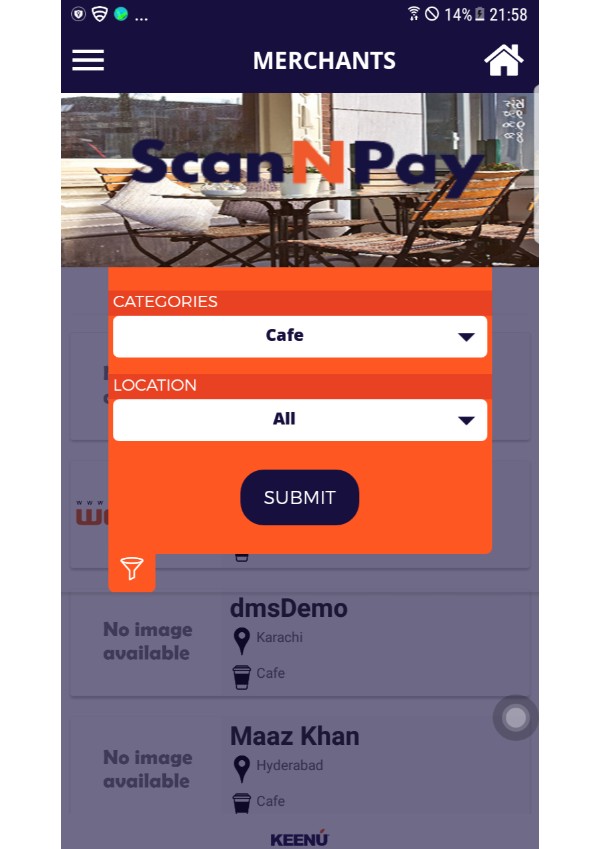 ... 14% 21:58
MERCHANTS
ScanNPay
CATEGORIES
Cafe
LOCATION
All
SUBMIT
dmsDemo
No image
available
Karachi
Cafe
Maaz Khan
No image
available
Hyderabad
Cafe
KEENÚ